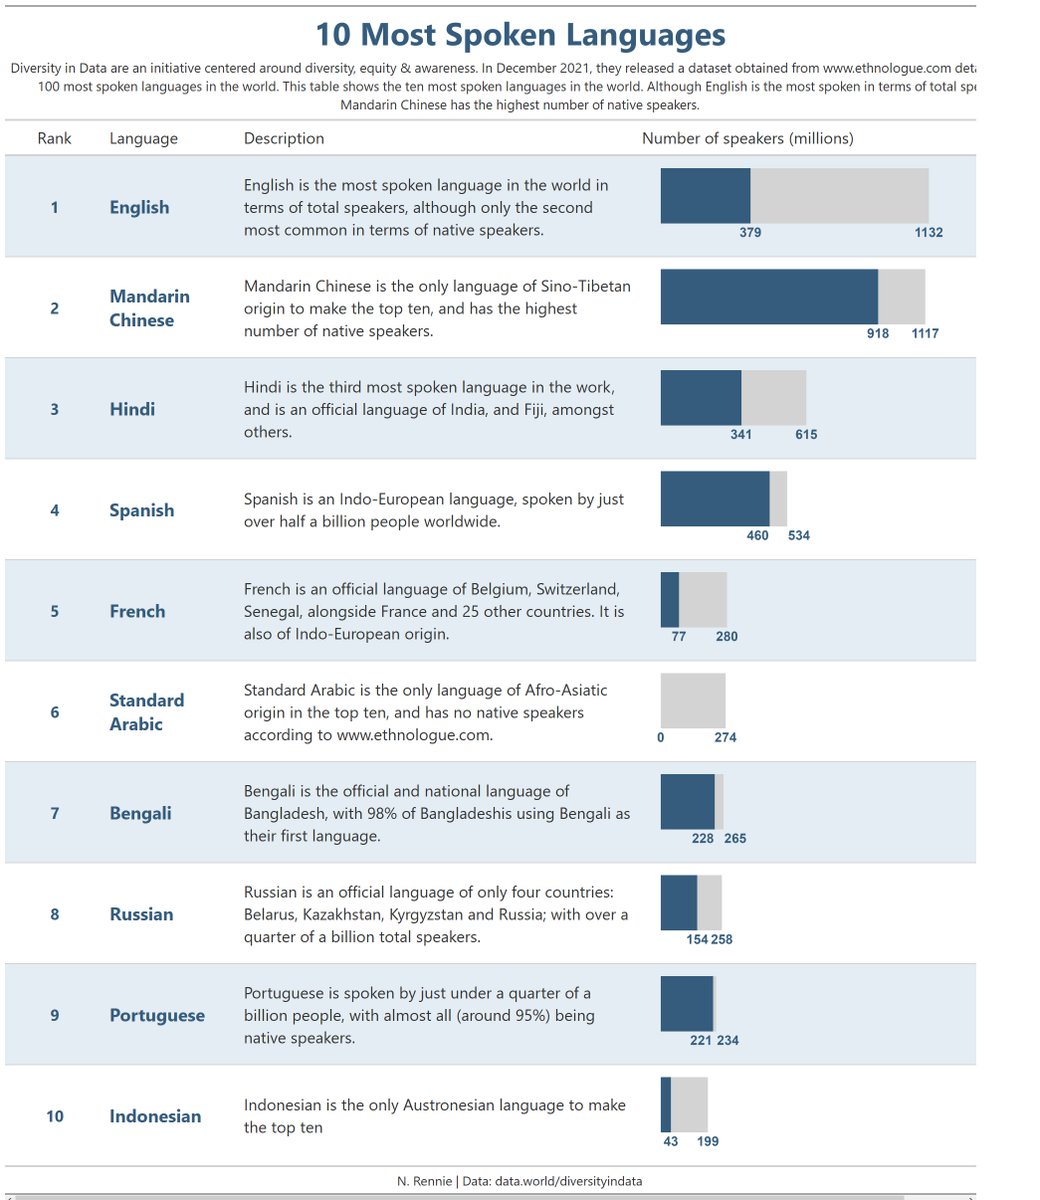 10 Most Spoken Languages
Diversity in Data are an initiative centered around diversity, equity & awareness. In December 2021, they released a dataset obtained from www.ethnologue.com
100 most spoken languages in the world. This table shows the ten most spoken languages in the world. Although English is the most spoken in terms of total
Mandarin Chinese has the highest number of native speakers.
Rank Language Description Number of speakers (millions)
English is the most spoken language in the world in
1 English terms of total speakers, although only the second
most common in terms of native speakers.
379 1132
Mandarin Chinese is the only language of Sino-Tibetan
2 Mandarin Chinese origin to make the top ten, and has the highest
number of native speakers.
918 1117
Hindi is the third most spoken language in the work,
3 Hindi and is an official language of India, and Fiji, amongst
others.
341 615
4 Spanish Spanish is an Indo-European language, spoken by just
over half a billion people worldwide.
460 534
French is an official language of Belgium, Switzerland,
5 French Senegal, alongside France and 25 other countries. It is
also of Indo-European origin.
77 280
Standard Arabic is the only language of Afro-Asiatic
6 Standard Arabic origin in the top ten, and has no native speakers
according to www.ethnologue.com.
0 274
Bengali is the official and national language of
7 Bengali Bangladesh, with 98% of Bangladeshis using Bengali as
their first language.
228 265
Russian is an official language of only four countries:
8 Russian Belarus, Kazakhstan, Kyrgyzstan and Russia; with over a
quarter of a billion total speakers.
154 258
Portuguese is spoken by just under a quarter of a
9 Portuguese billion people, with almost all (around 95%) being
native speakers.
221 234
10 Indonesian Indonesian is the only Austronesian language to make
the top ten
43 199
N. Rennie | Data: data.world/diversityindata